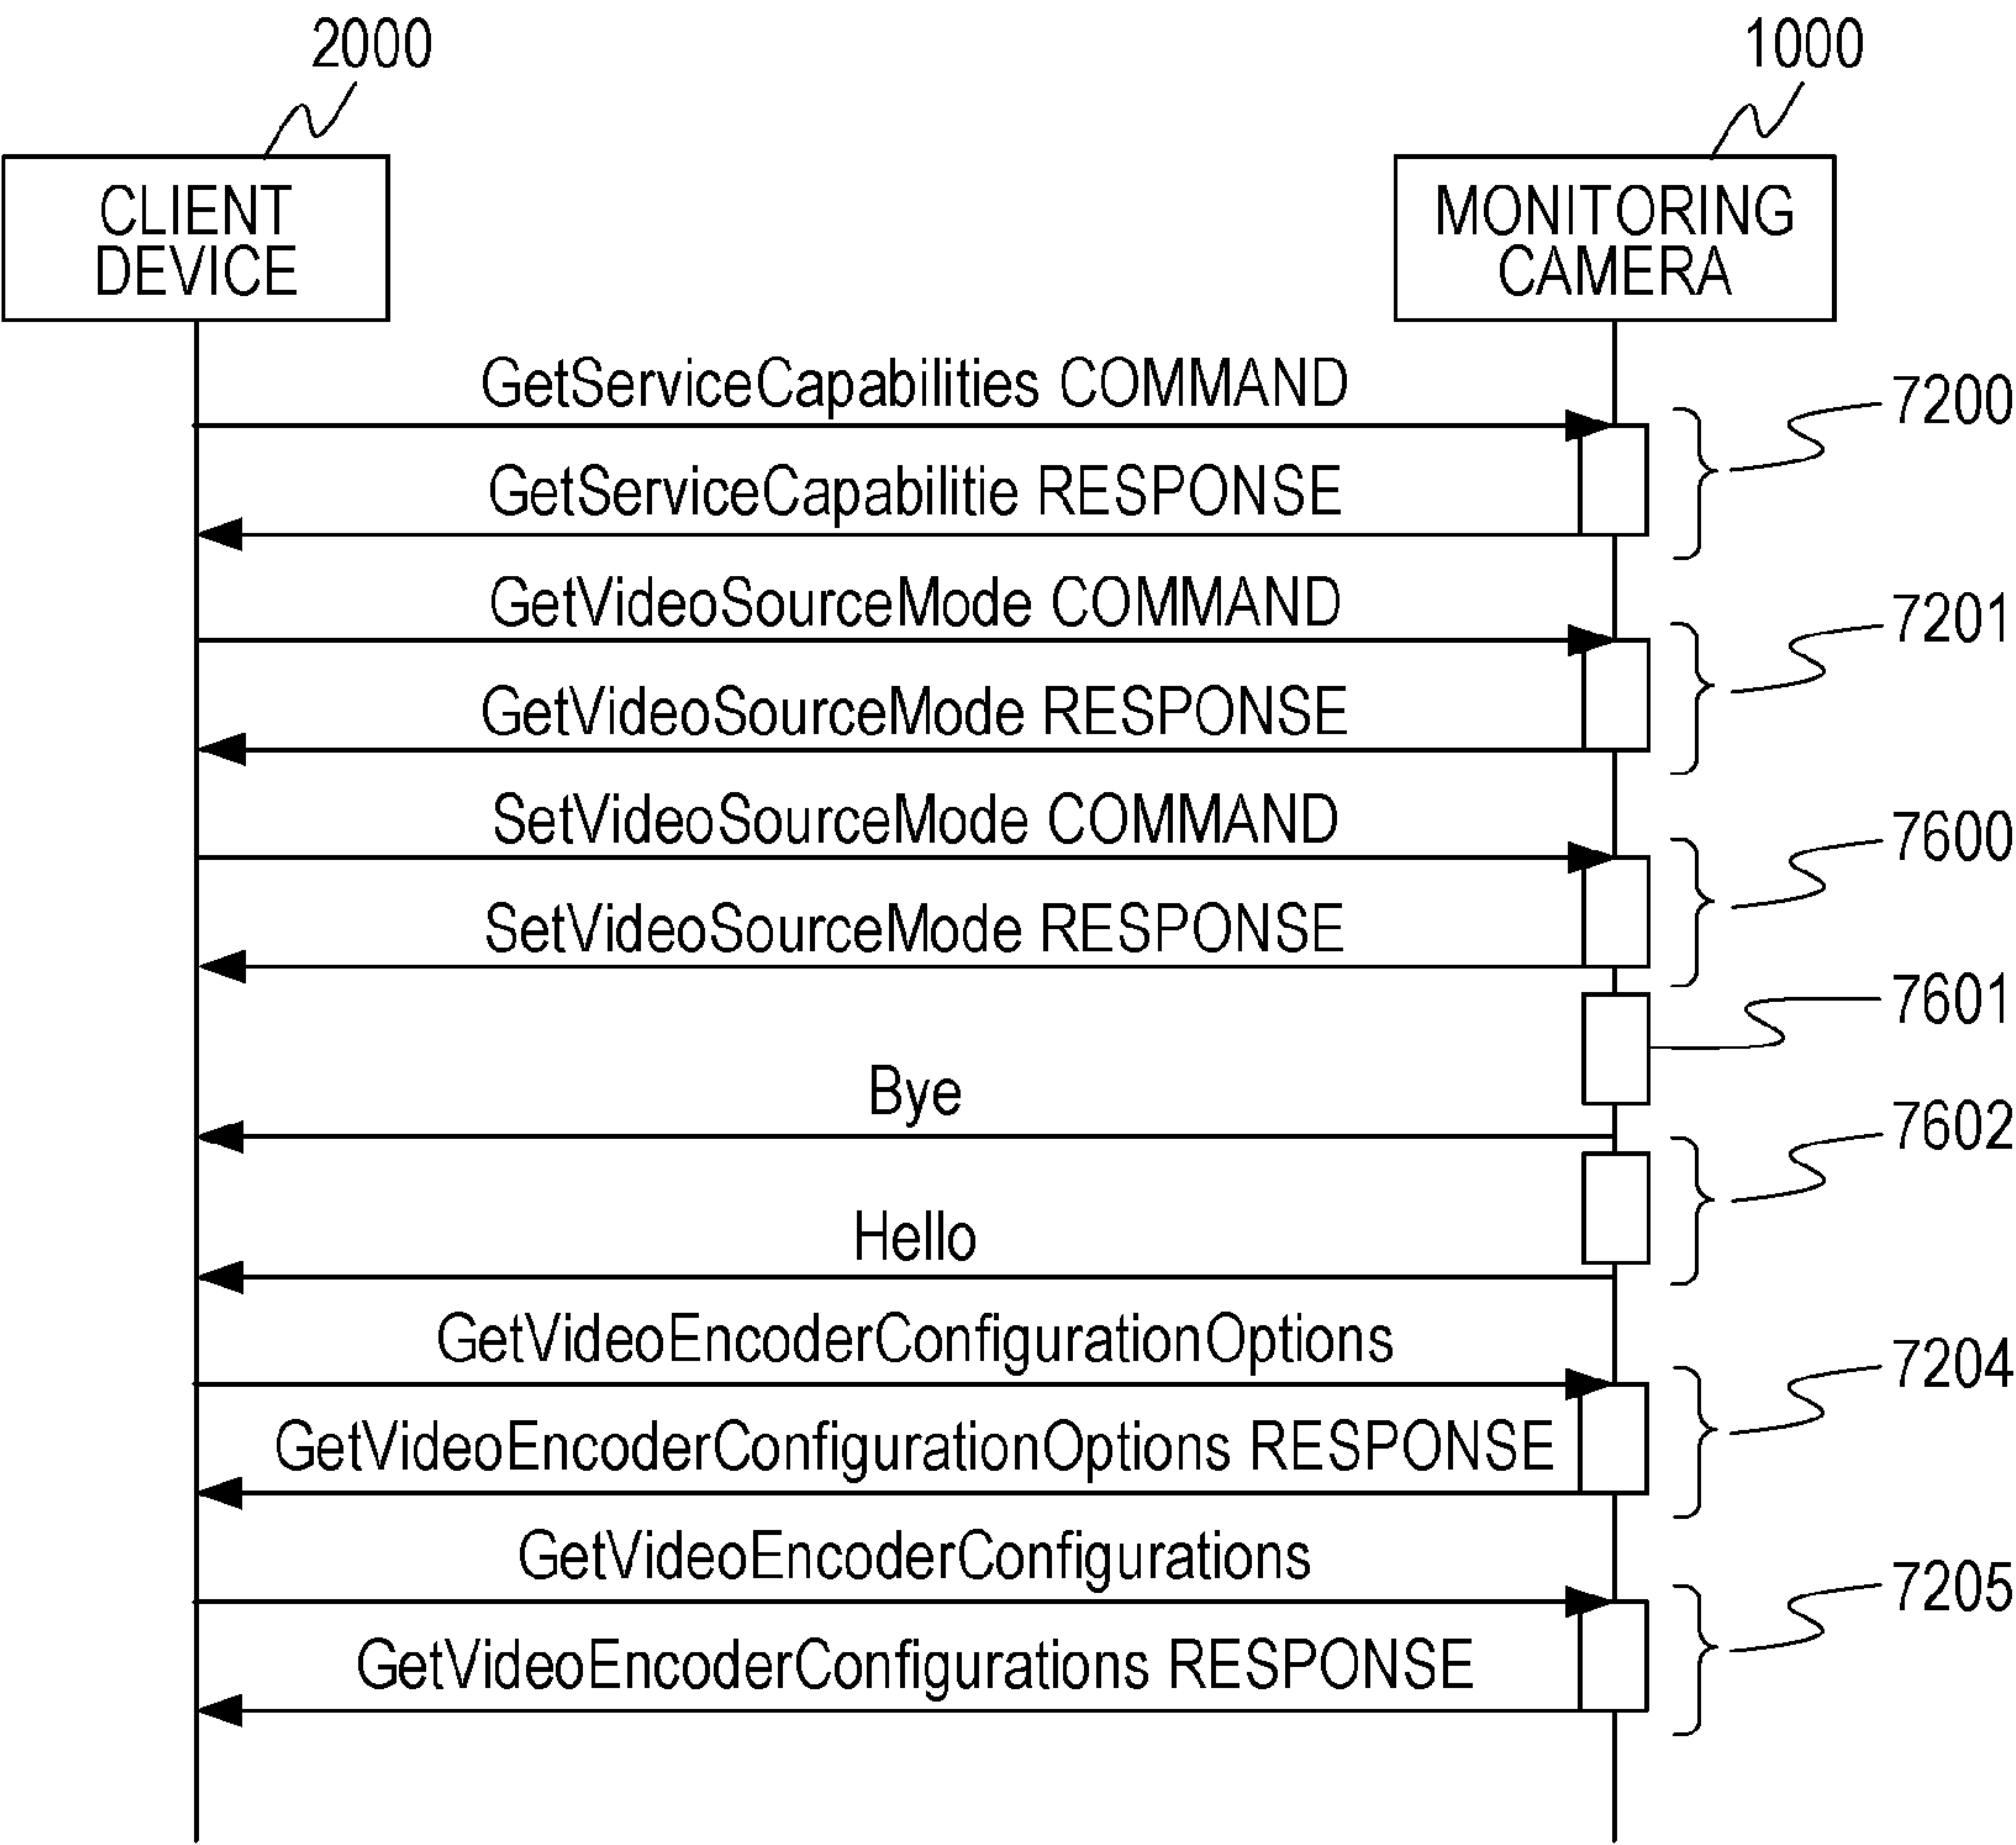 2000
1000
CLIENT
DEVICE
MONITORING
CAMERA
GetServiceCapabilities COMMAND
7200
GetServiceCapabilitie RESPONSE
GetVideoSourceMode COMMAND
7201
GetVideoSourceMode RESPONSE
SetVideoSourceMode COMMAND
7600
SetVideoSourceMode RESPONSE
7601
Bye
7602
Hello
GetVideoEncoderConfigurationOptions
7204
GetVideoEncoderConfigurationOptions RESPONSE
GetVideoEncoderConfigurations
7205
GetVideoEncoderConfigurations RESPONSE